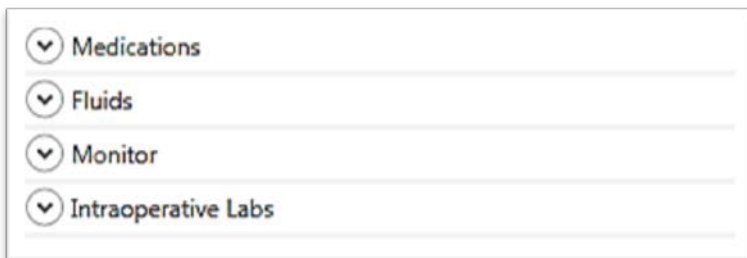 Medications
Fluids
Monitor
Intraoperative Labs